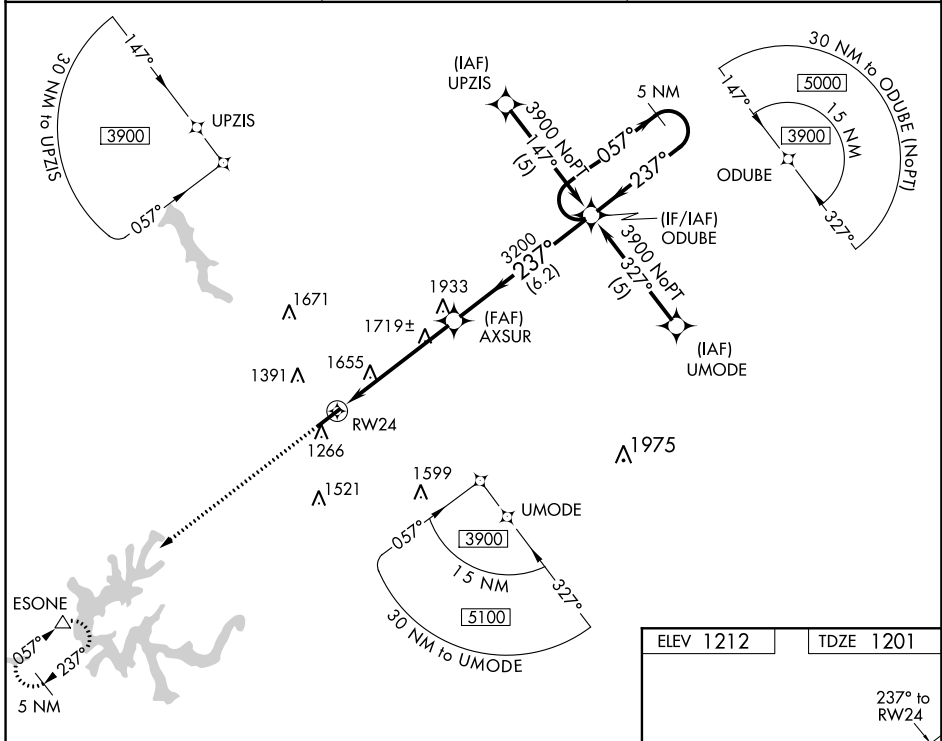 147°
30 NM to UPZIS
3900
UPZIS
057°
(IAF)
UPZIS
3900 NoPT
147°
(5)
5 NM
057°
237°
30 NM to ODUBE (NoPT)
5000
147°
3900
15 NM
ODUBE
327°
(IF/IAF)
ODUBE
3200
237°
(6.2)
3900 NoPT
327°
(5)
(IAF)
UMODE
1933
1671
1719±
(FAF)
AXSUR
1655
1391
RW24
1266
1975
1521
1599
UMODE
057°
3900
15 NM
327°
5100
30 NM to UMODE
ESONE
057°
237°
5 NM
ELEV 1212
TDZE 1201
237° to
RW24